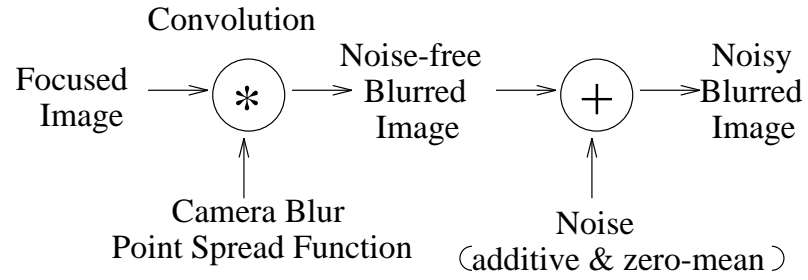 Convolution
Focused
Image
*
Noise-free
Blurred
Image
+
Noisy
Blurred
Image
Camera Blur
Point Spread Function
Noise
(additive & zero-mean)